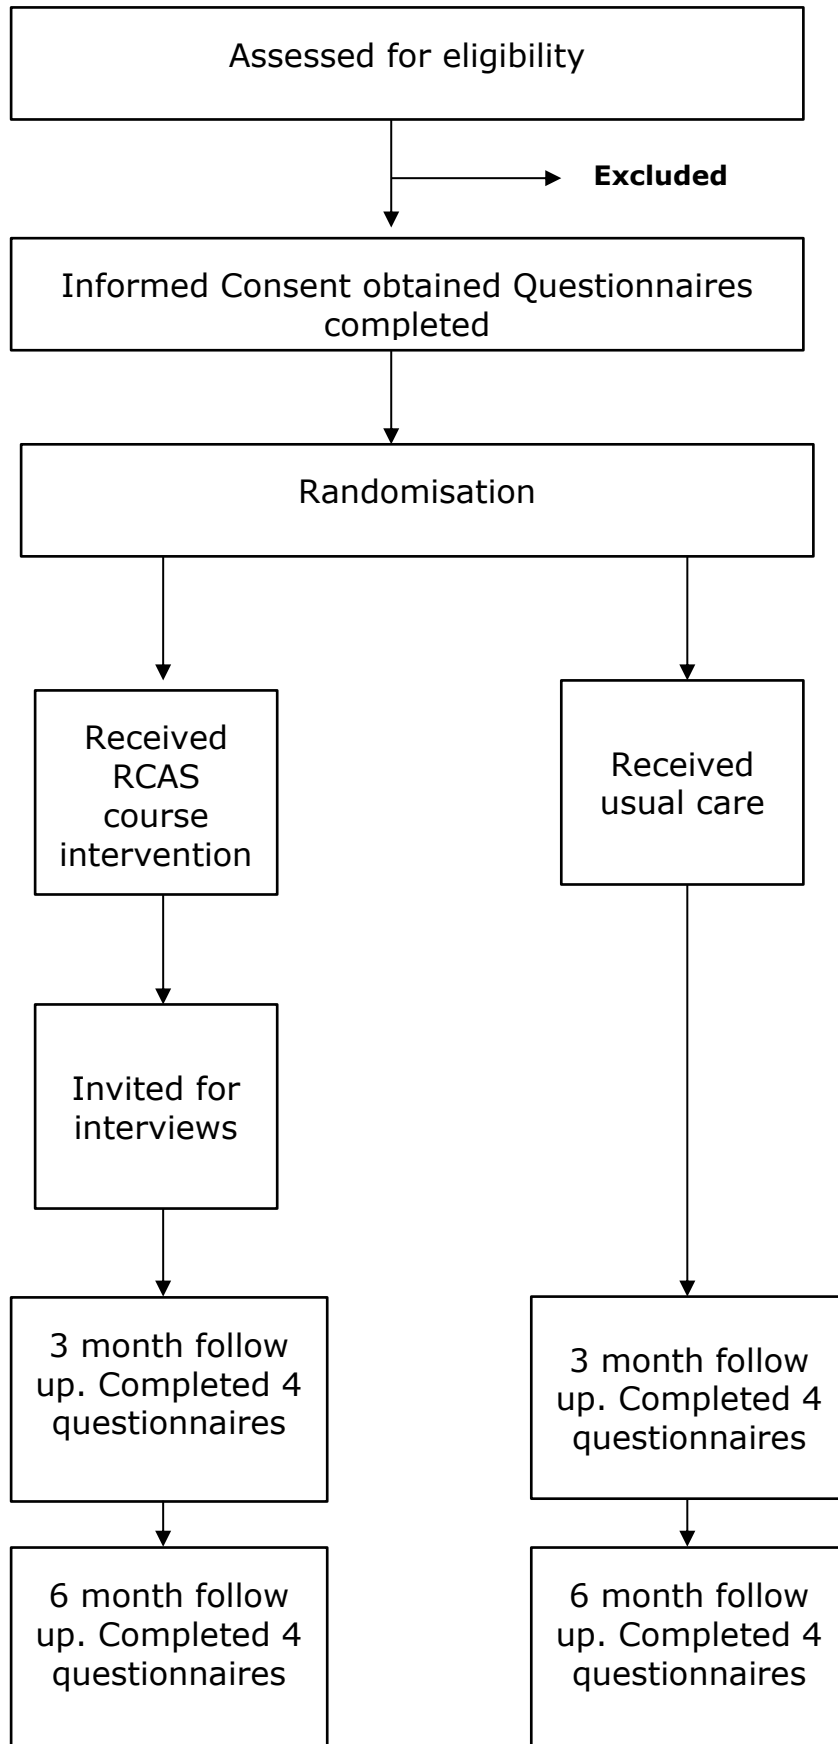 Assessed for eligibility
Excluded
Informed Consent obtained Questionnaires
completed
Randomisation
Received
RCAS
course
intervention
Received
usual care
Invited for
interviews
3 month follow
up. Completed 4
questionnaires
3 month follow
up. Completed 4
questionnaires
6 month follow
up. Completed 4
questionnaires
6 month follow
up. Completed 4
questionnaires